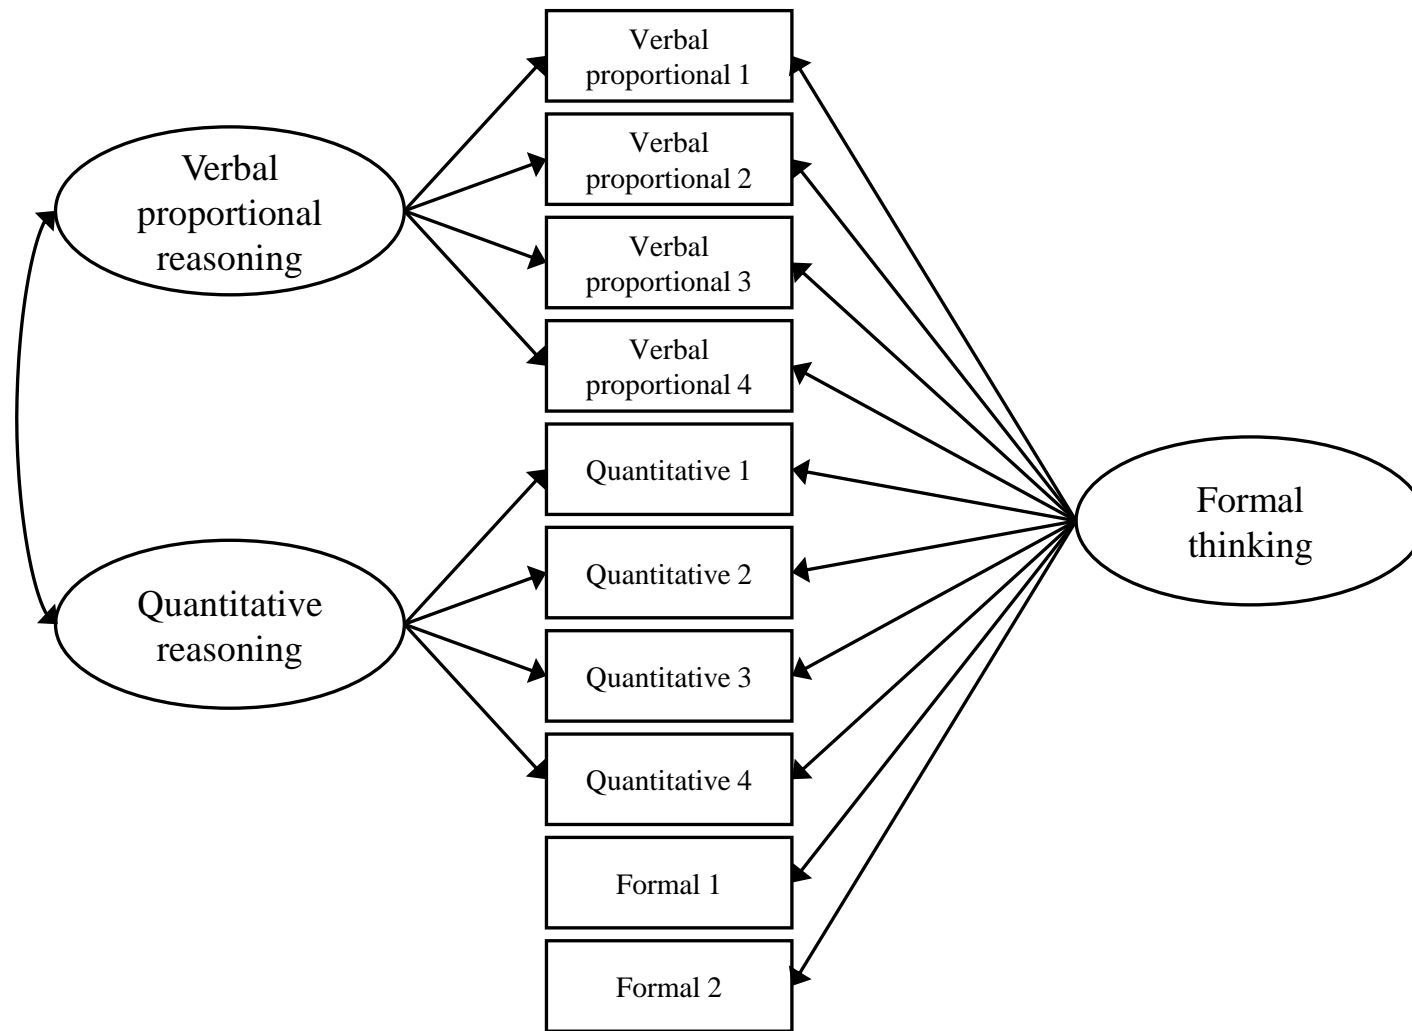 Verbal
proportional 1
Verbal
proportional 2
Verbal
proportional 3
Verbal
proportional 4
Quantitative 1
Quantitative 2
Quantitative 3
Quantitative 4
Formal 1
Formal 2
Verbal
proportional
reasoning
Quantitative
reasoning
Formal
thinking